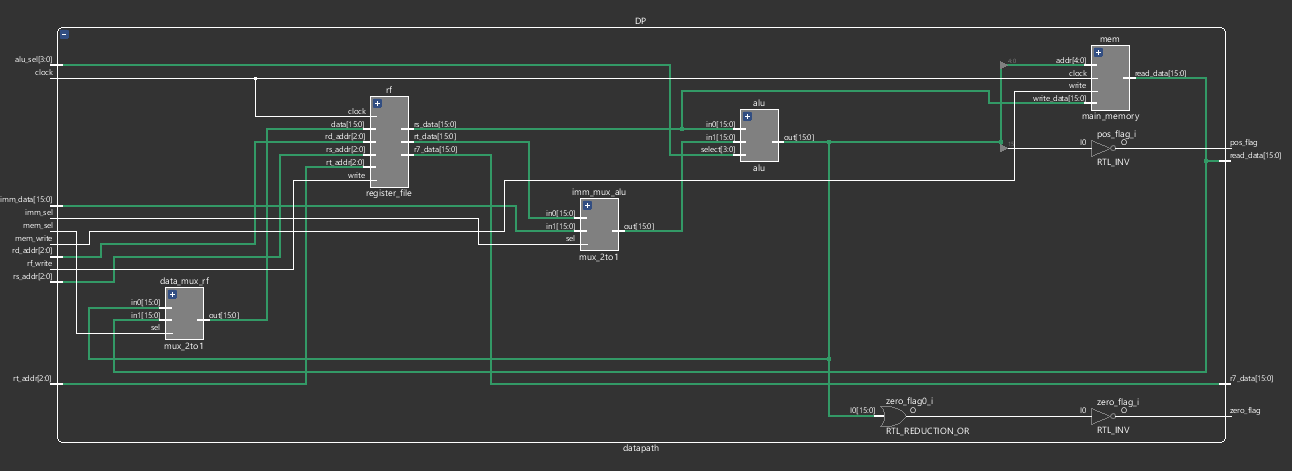 DP
alu_sel[3:0]
clock
rf
clock
data[15:0]
rd_addr[2:0]
rs_addr[2:0]
rt_addr[2:0]
write
rs_data[15:0]
rt_data[15:0]
r7_data[15:0]
register_file
alu
in0[15:0]
in1[15:0]
select[3:0]
out[15:0]
alu
mem
4:0
addr[4:0]
clock
write
write_data[15:0]
read_data[15:0]
main_memory
pos_flag_i
I0
RTL_INV
pos_flag
read_data[15:0]
imm_data[15:0]
imm_sel
mem_sel
mem_write
rd_addr[2:0]
rf_write
rs_addr[2:0]
imm_mux_alu
in0[15:0]
in1[15:0]
sel
out[15:0]
mux_2to1
data_mux_rf
in0[15:0]
in1[15:0]
sel
out[15:0]
mux_2to1
rt_addr[2:0]
r7_data[15:0]
zero_flag0_i
I0[15:0]
RTL_REDUCTION_OR
zero_flag_i
I0
RTL_INV
zero_flag
datapath